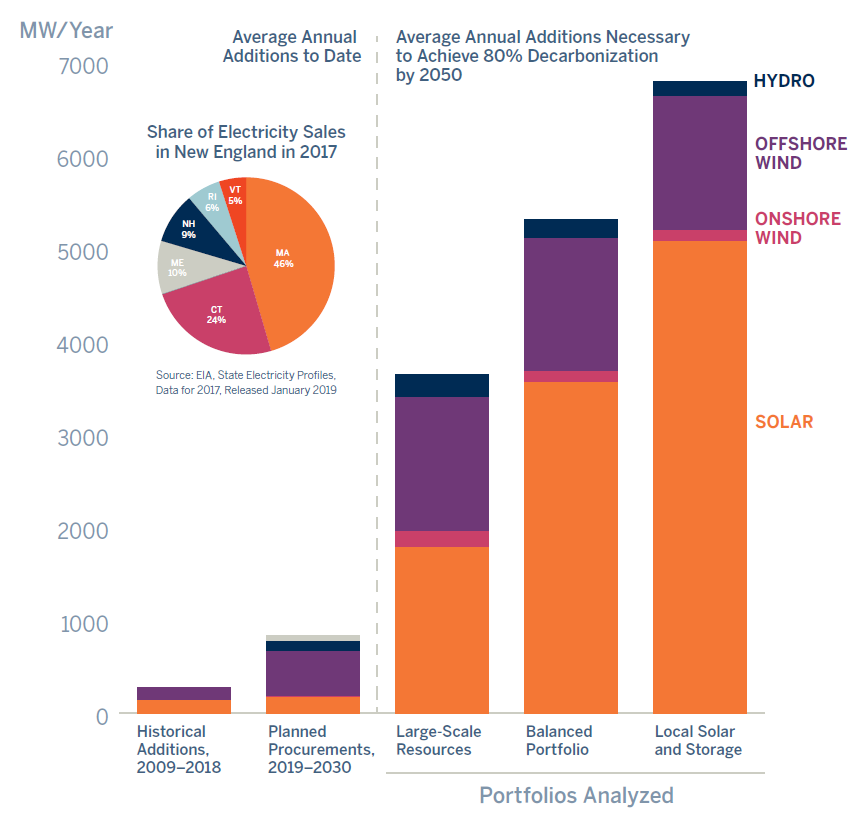 MW/Year
7000
6000
5000
4000
3000
2000
1000
0
Average Annual
Additions to Date
Average Annual Additions Necessary
to Achieve 80% Decarbonization
by 2050
Share of Electricity Sales
in New England in 2017
VT
5%
RI
6%
NH
9%
ME
10%
CT
24%
MA
46%
Source: EIA, State Electricity Profiles,
Data for 2017, Released January 2019
HYDRO
OFFSHORE
WIND
ONSHORE
WIND
SOLAR
Historical
Additions,
2009–2018
Planned
Procurements,
2019–2030
Large-Scale
Resources
Balanced
Portfolio
Local Solar
and Storage
Portfolios Analyzed